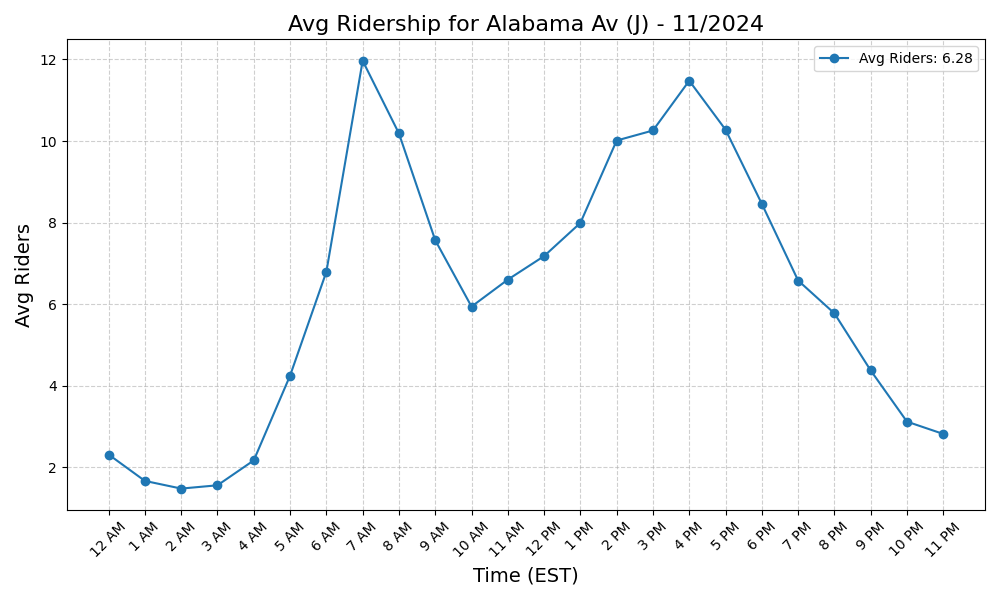 Avg Ridership for Alabama Av (J) - 11/2024
Avg Riders: 6.28
Avg Riders
12
10
8
6
4
2
12 AM
1 AM
2 AM
3 AM
4 AM
5 AM
6 AM
7 AM
8 AM
9 AM
10 AM
11 AM
12 PM
1 PM
2 PM
3 PM
4 PM
5 PM
6 PM
7 PM
8 PM
9 PM
10 PM
11 PM
Time (EST)